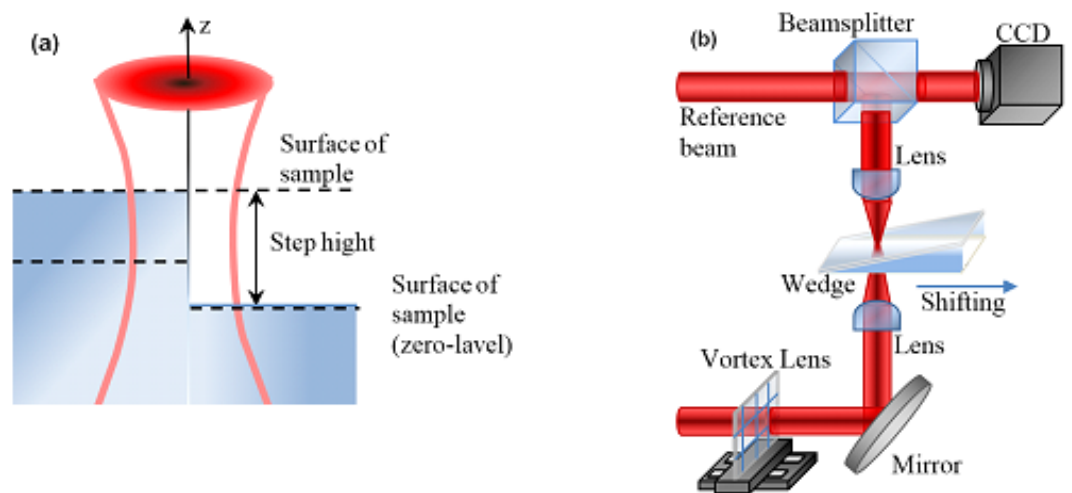 (a)
z
Surface of
sample
Step hight
Surface of
sample
(zero-lavel)
(b)
Beamsplitter
CCD
Reference
beam
Lens
Wedge
Shifting
Lens
Vortex Lens
Mirror